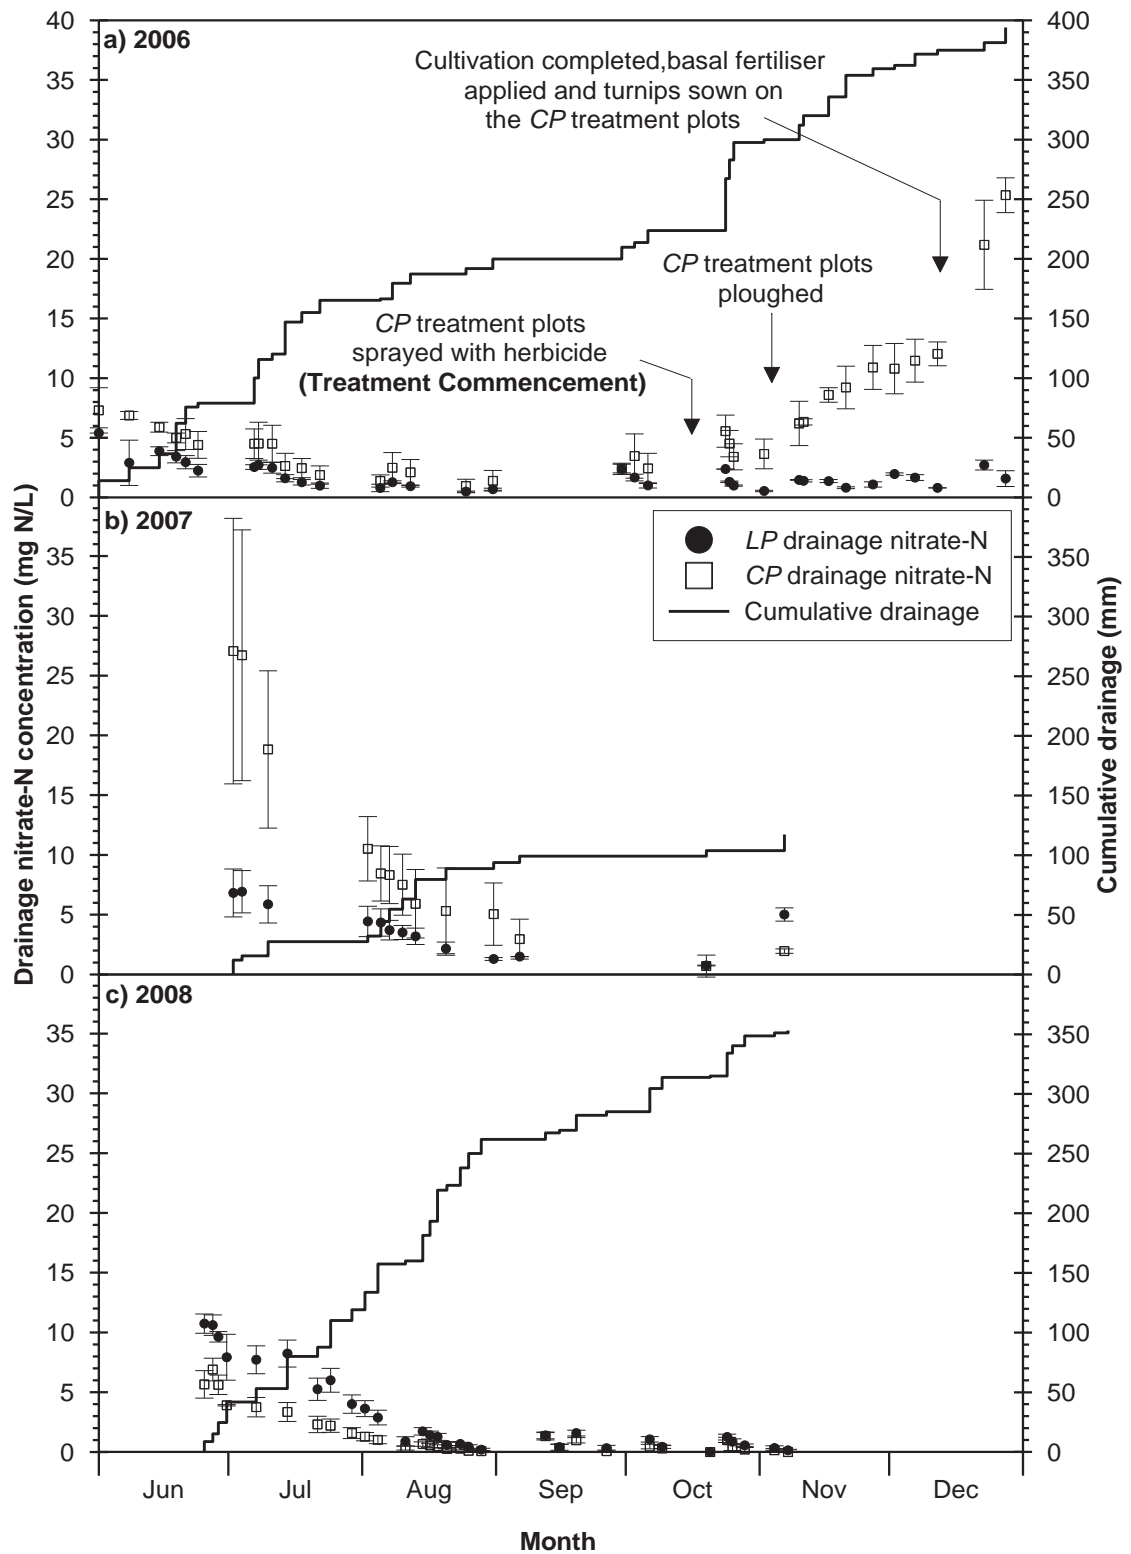 a) 2006
Cultivation completed,basal fertiliser
applied and turnips sown on
the CP treatment plots
CP treatment plots
ploughed
CP treatment plots
sprayed with herbicide
(Treatment Commencement)
40
35
30
25
20
15
10
5
0
400
350
300
250
200
150
100
50
0
b) 2007
LP drainage nitrate-N
CP drainage nitrate-N
Cumulative drainage
35
30
25
20
15
10
5
0
350
300
250
200
150
100
50
0
c) 2008
35
30
25
20
15
10
5
0
350
300
250
200
150
100
50
0
Drainage nitrate-N concentration (mg N/L)
Cumulative drainage (mm)
Jun Jul Aug Sep Oct Nov Dec
Month